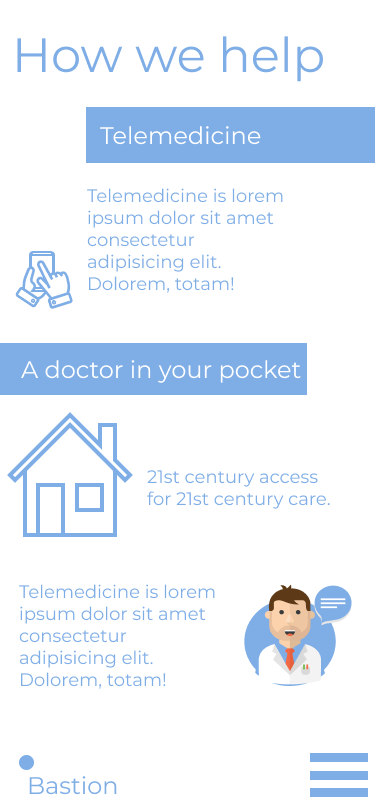 How we help
Telemedicine
Telemedicine is lorem
ipsum dolor sit amet
consectetur
adipisicing elit.
Dolorem, totam!
A doctor in your pocket
21st century access
for 21st century care.
Telemedicine is lorem
ipsum dolor sit amet
consectetur
adipisicing elit.
Dolorem, totam!
Bastion